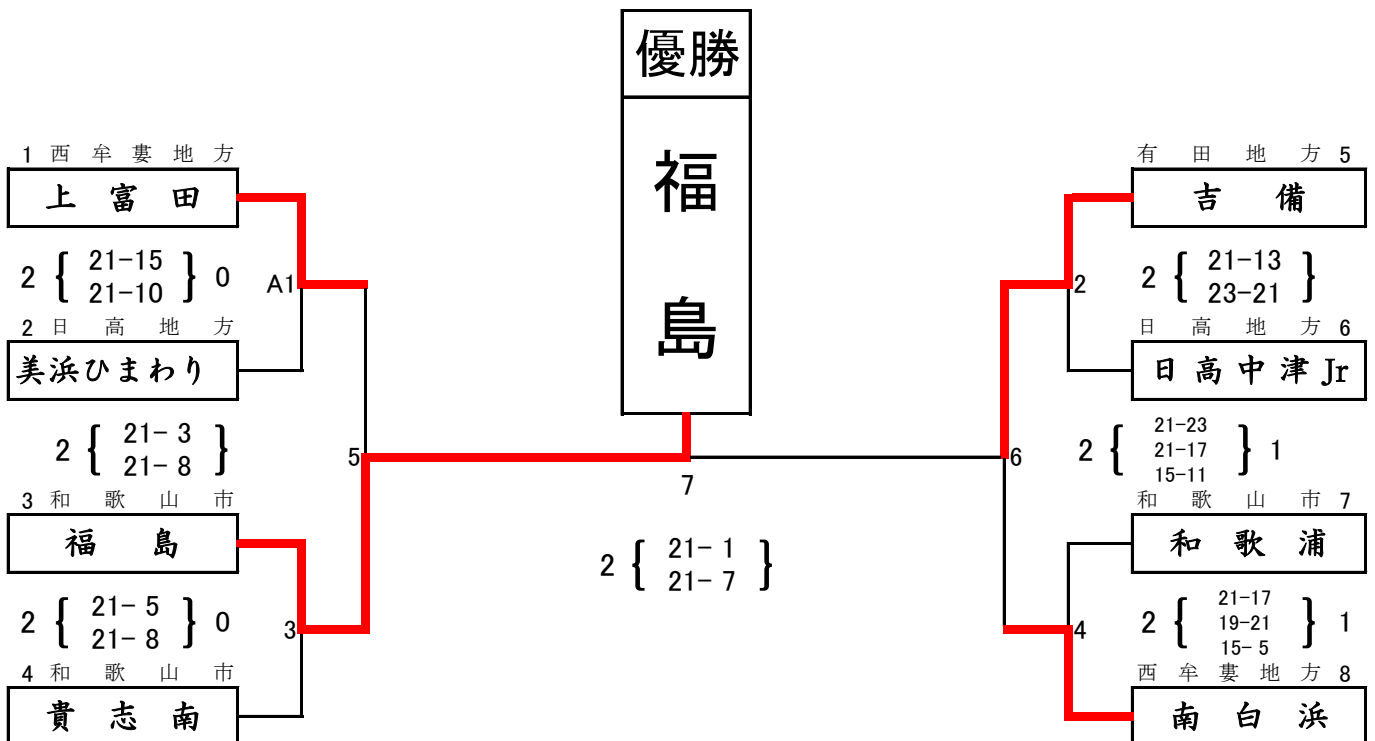 優勝
福島
1 西牟婁地方
上富田
2 { 21-15 21-10 } 0
A1
2 日高地方
美浜ひまわり
2 { 21- 3 21- 8 }
5
3 和歌山市
福島
2 { 21- 5 21- 8 } 0
3
4 和歌山市
貴志南
7
2 { 21- 1 21- 7 }
有田地方 5
吉備
2
2 { 21-13 23-21 }
日高地方 6
日高中津Jr
6
2 { 21-23 21-17 15-11 } 1
和歌山市 7
和歌浦
4
2 { 21-17 19-21 15- 5 } 1
西牟婁地方 8
南白浜